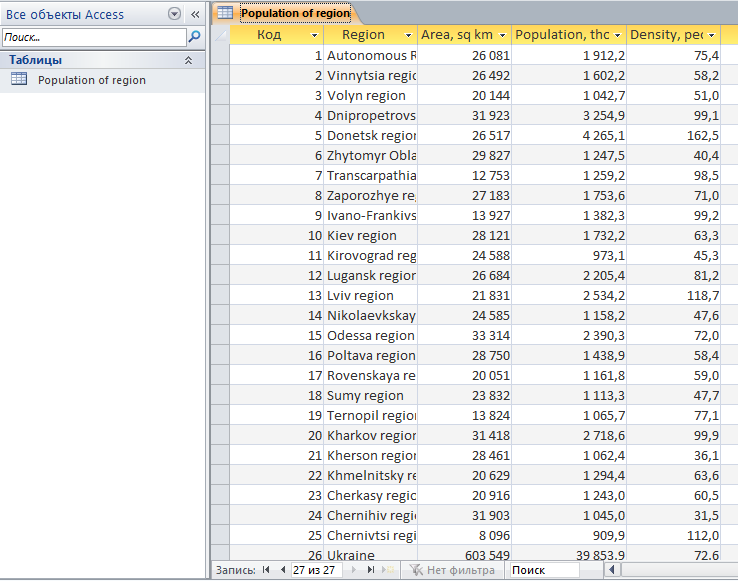 Все объекты Access
Поиск...
Таблицы
Population of region
Population of region
Код Region Area, sq km Population, thc Density, pec
1 Autonomous R 26 081 1 912,2 75,4
2 Vinnytsia regic 26 492 1 602,2 58,2
3 Volyn region 20 144 1 042,7 51,0
4 Dnipropetrovs 31 923 3 254,9 99,1
5 Donetsk region 26 517 4 265,1 162,5
6 Zhytomyr Obla 29 827 1 247,5 40,4
7 Transcarpathia 12 753 1 259,2 98,5
8 Zaporozhye re 27 183 1 753,6 71,0
9 Ivano-Frankivs 13 927 1 382,3 99,2
10 Kiev region 28 121 1 732,2 63,3
11 Kirovograd reg 24 588 973,1 45,3
12 Lugansk region 26 684 2 205,4 81,2
13 Lviv region 21 831 2 534,2 118,7
14 Nikolaevskay 24 585 1 158,2 47,6
15 Odessa region 33 314 2 390,3 72,0
16 Poltava region 28 750 1 438,9 58,4
17 Rovenskaya re 20 051 1 161,8 59,0
18 Sumy region 23 832 1 113,3 47,7
19 Ternopil region 13 824 1 065,7 77,1
20 Kharkov region 31 418 2 718,6 99,9
21 Kherson region 28 461 1 062,4 36,1
22 Khmelnitsky re 20 629 1 294,4 63,6
23 Cherkasy regic 20 916 1 243,0 60,5
24 Chernihiv regi 31 903 1 045,0 31,5
25 Chernivtsi regi 8 096 909,9 112,0
26 Ukraine 603 549 39 853,9 72,6
Запись: 27 из 27 Нет фильтра Поиск